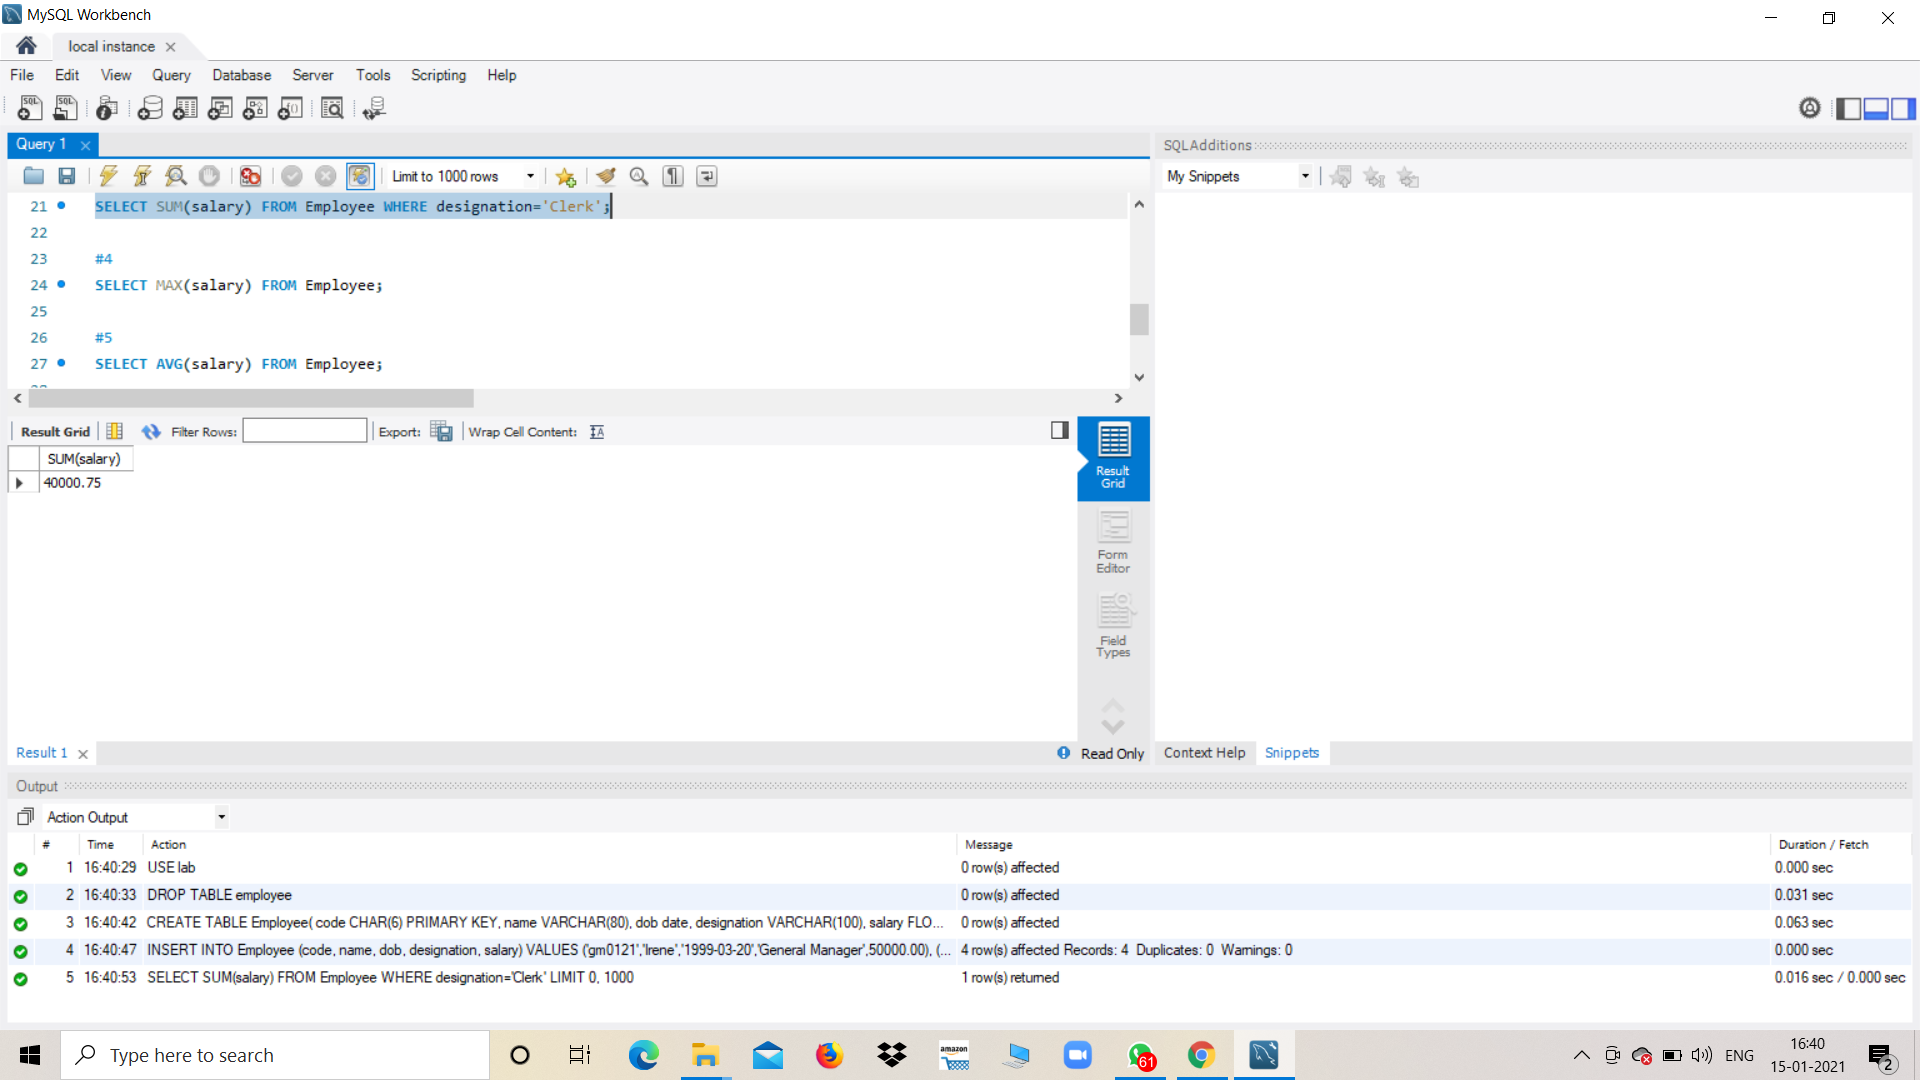 MySQL Workbench
local instance
File Edit View Query Database Server Tools Scripting Help
Query 1
SQLAdditions
Limit to 1000 rows
My Snippets
21 SELECT SUM(salary) FROM Employee WHERE designation='Clerk';
22
23 #4
24 SELECT MAX(salary) FROM Employee;
25
26 #5
27 SELECT AVG(salary) FROM Employee;
Result Grid Filter Rows: Export: Wrap Cell Content:
SUM(salary)
40000.75
Result
Grid
Form
Editor
Field
Types
Result 1
Read Only
Context Help Snippets
Output
Action Output
# Time Action Message Duration / Fetch
1 16:40:29 USE lab 0 row(s) affected 0.000 sec
2 16:40:33 DROP TABLE employee 0 row(s) affected 0.031 sec
3 16:40:42 CREATE TABLE Employee( code CHAR(6) PRIMARY KEY, name VARCHAR(80), dob date, designation VARCHAR(100), salary FLO... 0 row(s) affected 0.063 sec
4 16:40:47 INSERT INTO Employee (code, name, dob, designation, salary) VALUES ('gm0121','Irene','1999-03-20','General Manager',50000.00), (... 4 row(s) affected Records: 4 Duplicates: 0 Warnings: 0 0.000 sec
5 16:40:53 SELECT SUM(salary) FROM Employee WHERE designation='Clerk' LIMIT 0, 1000 1 row(s) returned 0.016 sec / 0.000 sec
Type here to search
amazon
61
ENG
16:40
15-01-2021
2